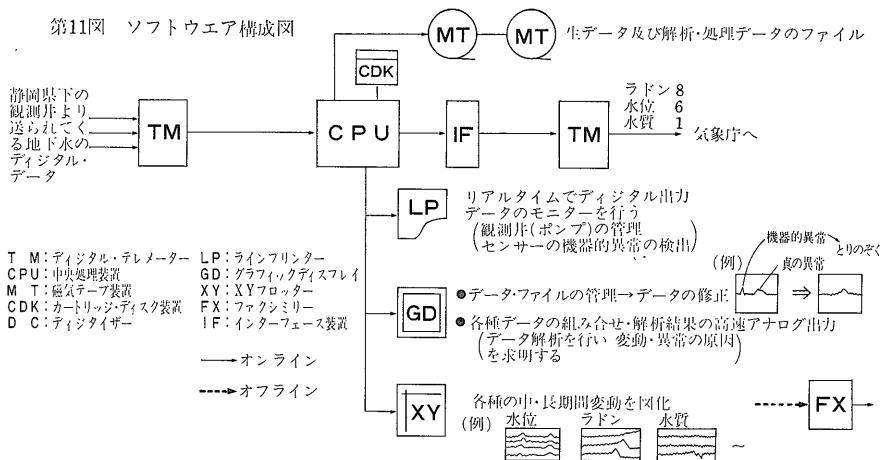 第11図 ソフトウエア構成図
MT
MT
生データ及び解析・処理データのファイル
CDK
静岡県下の
観測井より
送られてく
る地下水の
ディジタル・
データ
TM
CPU
IF
TM
ラドン 8
水位 6
水質 1
気象庁へ
LP
リアルタイムでディジタル出力
データのモニターを行う
(観測井(ポンプ)の管理
センサーの機器的異常の検出)
TM:ディジタル・テレメーター
CPU:中央処理装置
MT:磁気テープ装置
CDK:カートリッジ・ディスク装置
DC:ディジタイザー
LP:ラインプリンター
GD:グラフィックディスプレイ
XY:XYプロッター
FX:ファクシミリー
IF:インターフェース装置
→オンライン
→オフライン
(例)
機器的異常
とりのぞく
真の異常
⇒
GD
●データ・ファイルの管理→データの修正
●各種データの組み合せ・解析結果の高速アナログ出力
(データ解析を行い 変動・異常の原因
を求明する)
XY
各種の中・長期間変動を図化
(例)
水位
ラドン
水質
~
FX